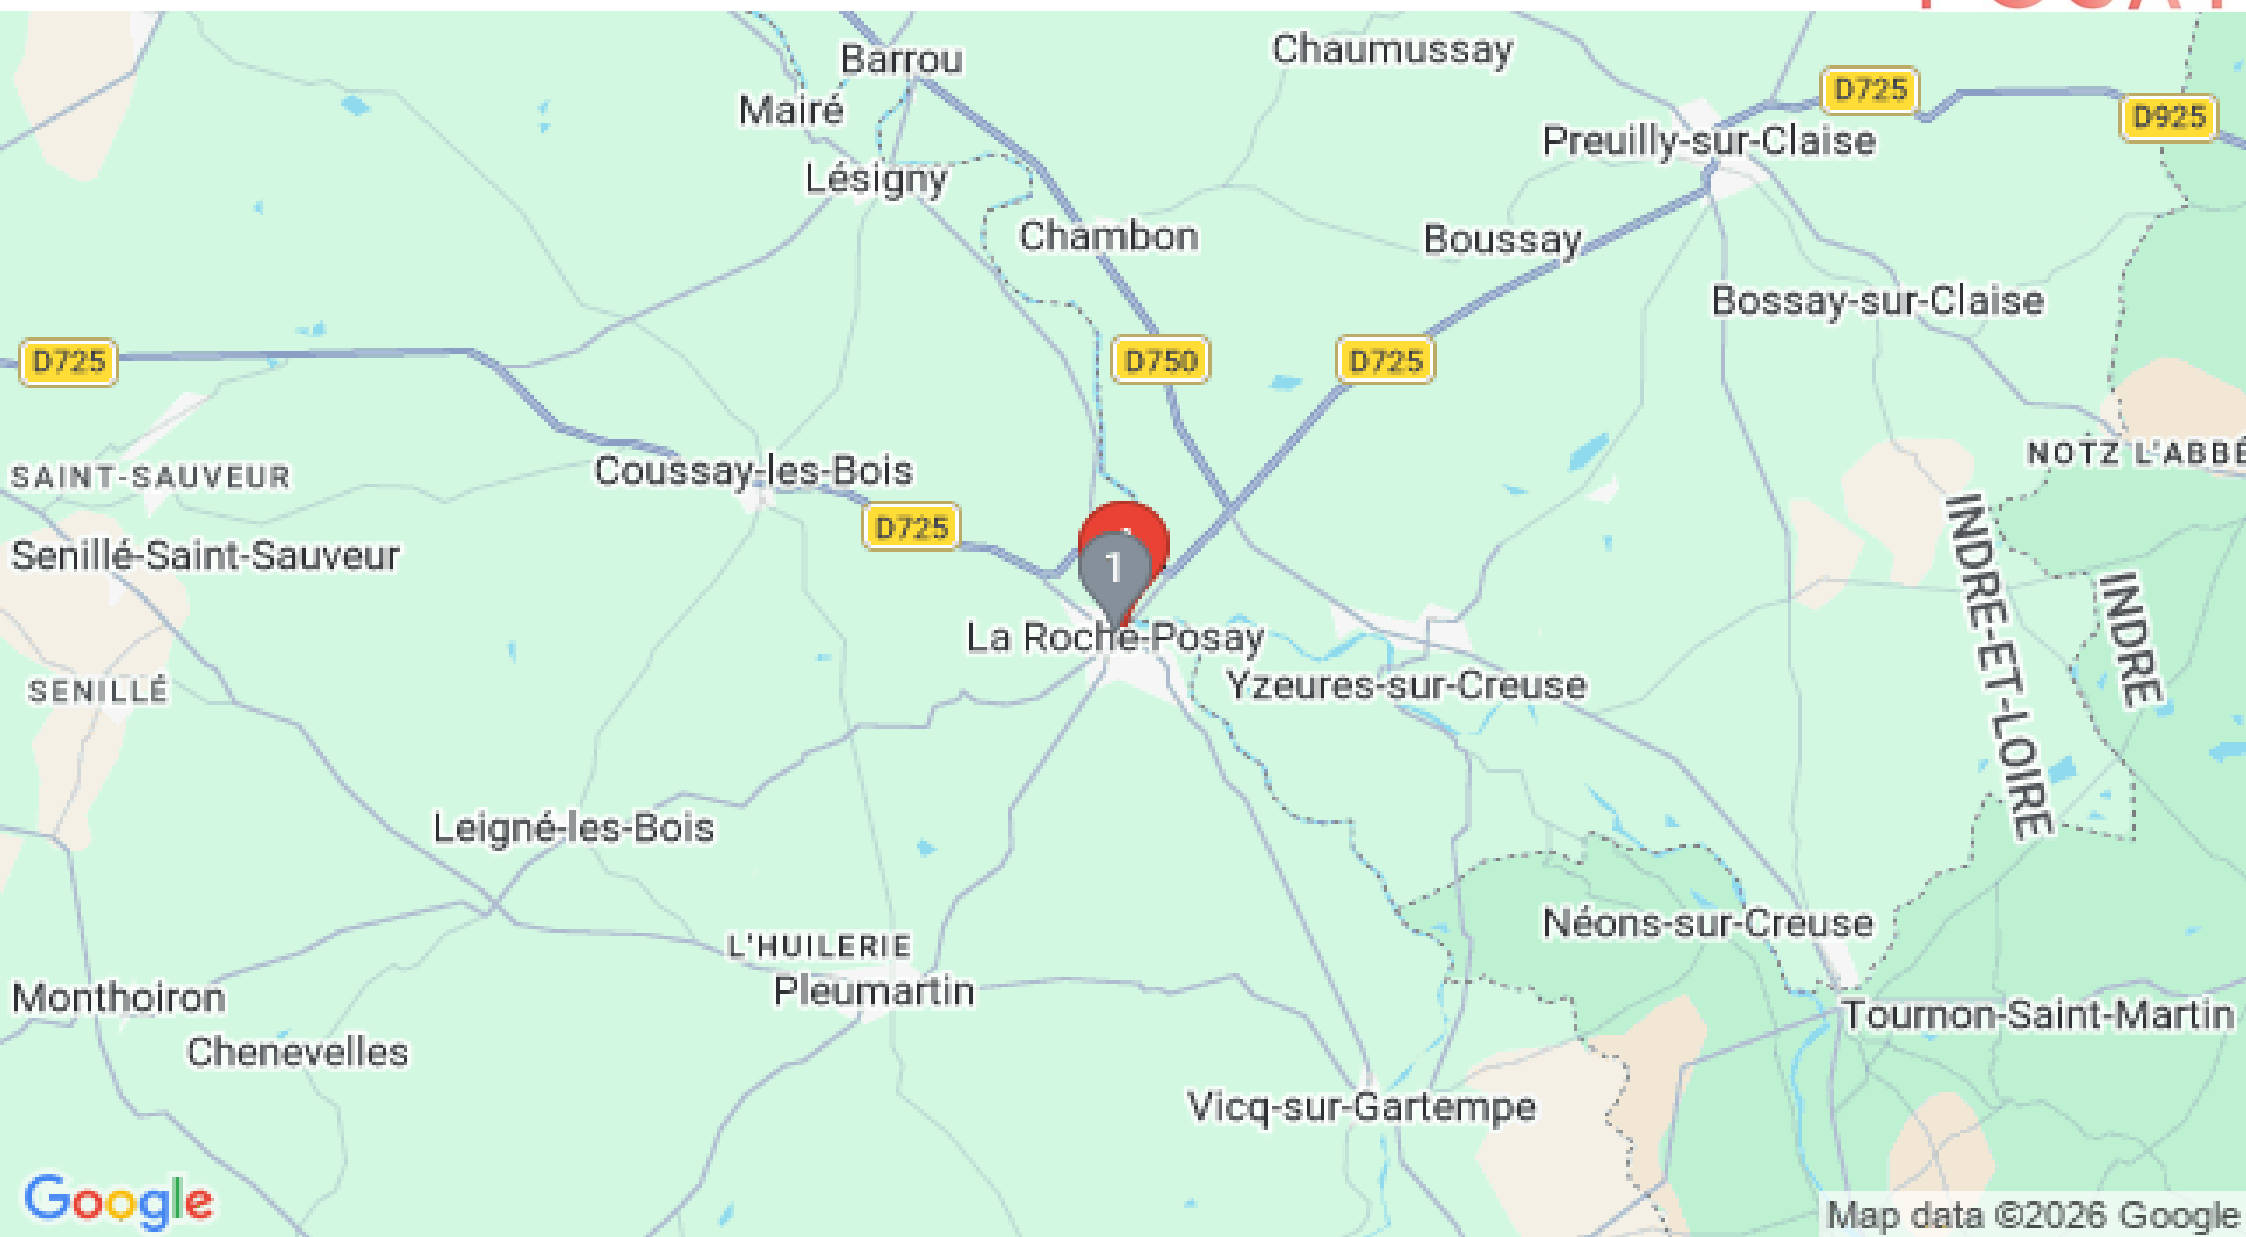 Barrou
Chaumussay
Mairé
D725
D925
Preuilly-sur-Claise
Lésigny
Chambon
Boussay
Bossay-sur-Claise
D725
D750
D725
SAINT-SAUVEUR
Coussay-les-Bois
NOTZ L'ABBÉ
D725
Senillé-Saint-Sauveur
1
INDRE-ET-LOIRE
INDRE
La Roche-Posay
SENILLÉ
Yzeures-sur-Creuse
Leigné-les-Bois
Néons-sur-Creuse
L'HUILERIE
Pleumartin
Monthoiron
Tournon-Saint-Martin
Chenevelles
Vicq-sur-Gartempe
Google
Map data ©2026 Google